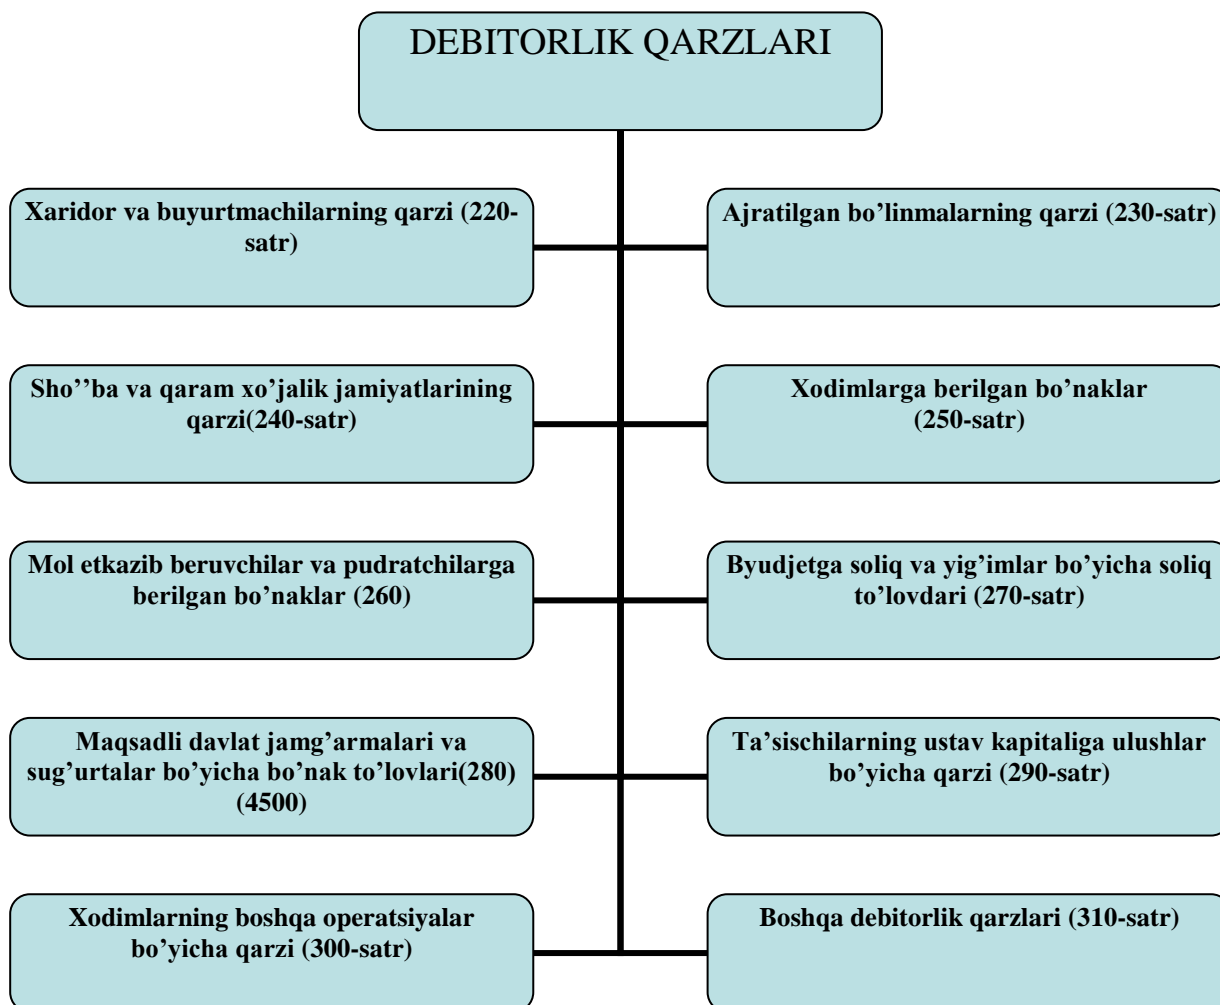 DEBITORLIK QARZLARI
Xaridor va buyurtmachilarning qarzi (220-
satr)
Ajratilgan bo’linmalarning qarzi (230-satr)
Sho’’ba va qaram xo’jalik jamiyatlarining
qarzi(240-satr)
Xodimlarga berilgan bo’naklar
(250-satr)
Mol etkazib beruvchilar va pudratchilarga
berilgan bo’naklar (260)
Byudjetga soliq va yig’imlar bo’yicha soliq
to’lovdari (270-satr)
Maqsadli davlat jamg’armalari va
sug’urtalar bo’yicha bo’nak to’lovlari(280)
(4500)
Ta’sischilarning ustav kapitaliga ulushlar
bo’yicha qarzi (290-satr)
Xodimlarning boshqa operatsiyalar
bo’yicha qarzi (300-satr)
Boshqa debitorlik qarzlari (310-satr)